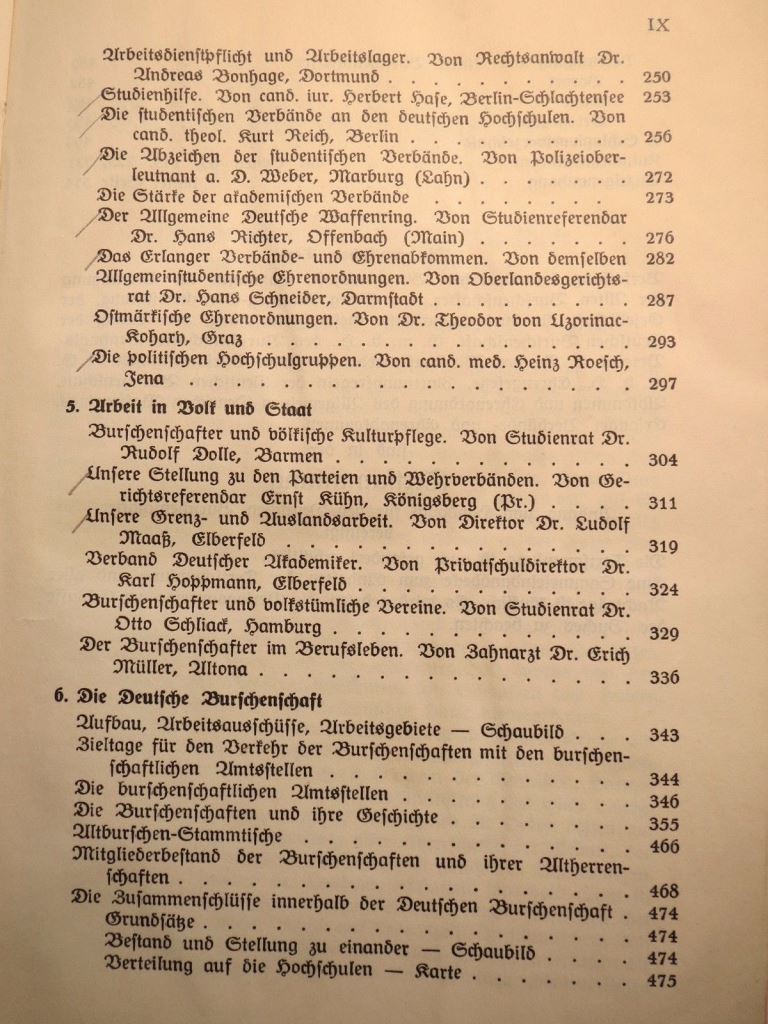 IX
Arbeitsdienstpflicht und Arbeitslager. Von Rechtsanwalt Dr.
Andreas Bonhage, Dortmund . . . . . . . . . . . 250
Studienhilfe. Von cand. iur. Herbert Hase, Berlin-Schlachtensee 253
Die studentischen Verbände an den deutschen Hochschulen. Von
cand. theol. Kurt Reich, Berlin . . . . . . . . . . 256
Die Abzeichen der studentischen Verbände. Von Polizeiober-
leutnant a. D. Weber, Marburg (Lahn) . . . . . . . 272
Die Stärke der akademischen Verbände . . . . . . . 273
Der Allgemeine Deutsche Waffenring. Von Studienreferendar
Dr. Hans Richter, Offenbach (Main) . . . . . . . 276
Das Erlanger Verbände- und Ehrenabkommen. Von demselben 282
Allgemeinstudentische Ehrenordnungen. Von Oberlandesgerichts-
rat Dr. Hans Schneider, Darmstadt . . . . . . . . . 287
Ostmärkische Ehrenordnungen. Von Dr. Theodor von Uzorinac-
Kohary, Graz . . . . . . . . . . . . . . . 293
Die politischen Hochschulgruppen. Von cand. med. Heinz Roesch,
Jena . . . . . . . . . . . . . . . . . . 297
5. Arbeit in Volk und Staat
Burschenschafter und völkische Kulturpflege. Von Studienrat Dr.
Rudolf Dolle, Barmen . . . . . . . . . . . . . 304
Unsere Stellung zu den Parteien und Wehrverbänden. Von Ge-
richtsreferendar Ernst Kühn, Königsberg (Pr.) . . . . 311
Unsere Grenz- und Auslandsarbeit. Von Direktor Dr. Ludolf
Maaß, Elberfeld . . . . . . . . . . . . . . . 319
Verband Deutscher Akademiker. Von Privatschuldirektor Dr.
Karl Hoppmann, Elberfeld . . . . . . . . . . . . 324
Burschenschafter und volkstümliche Vereine. Von Studienrat Dr.
Otto Schliack, Hamburg . . . . . . . . . . . . . 329
Der Burschenschafter im Berufsleben. Von Zahnarzt Dr. Erich
Müller, Altona . . . . . . . . . . . . . . . . 336
6. Die Deutsche Burschenschaft
Aufbau, Arbeitsausschüsse, Arbeitsgebiete — Schaubild . . . 343
Zieltage für den Verkehr der Burschenschaften mit den burschen-
schaftlichen Amtsstellen . . . . . . . . . . . . . 344
Die burschenschaftlichen Amtsstellen . . . . . . . . . . 346
Die Burschenschaften und ihre Geschichte . . . . . . . . 355
Altburschen-Stammtische . . . . . . . . . . . . . 466
Mitgliederbestand der Burschenschaften und ihrer Altherren-
schaften . . . . . . . . . . . . . . . . . . 468
Die Zusammenschlüsse innerhalb der Deutschen Burschenschaft . 474
Grundsätze . . . . . . . . . . . . . . . . . 474
Bestand und Stellung zu einander — Schaubild . . . . 474
Verteilung auf die Hochschulen — Karte . . . . . . . 475